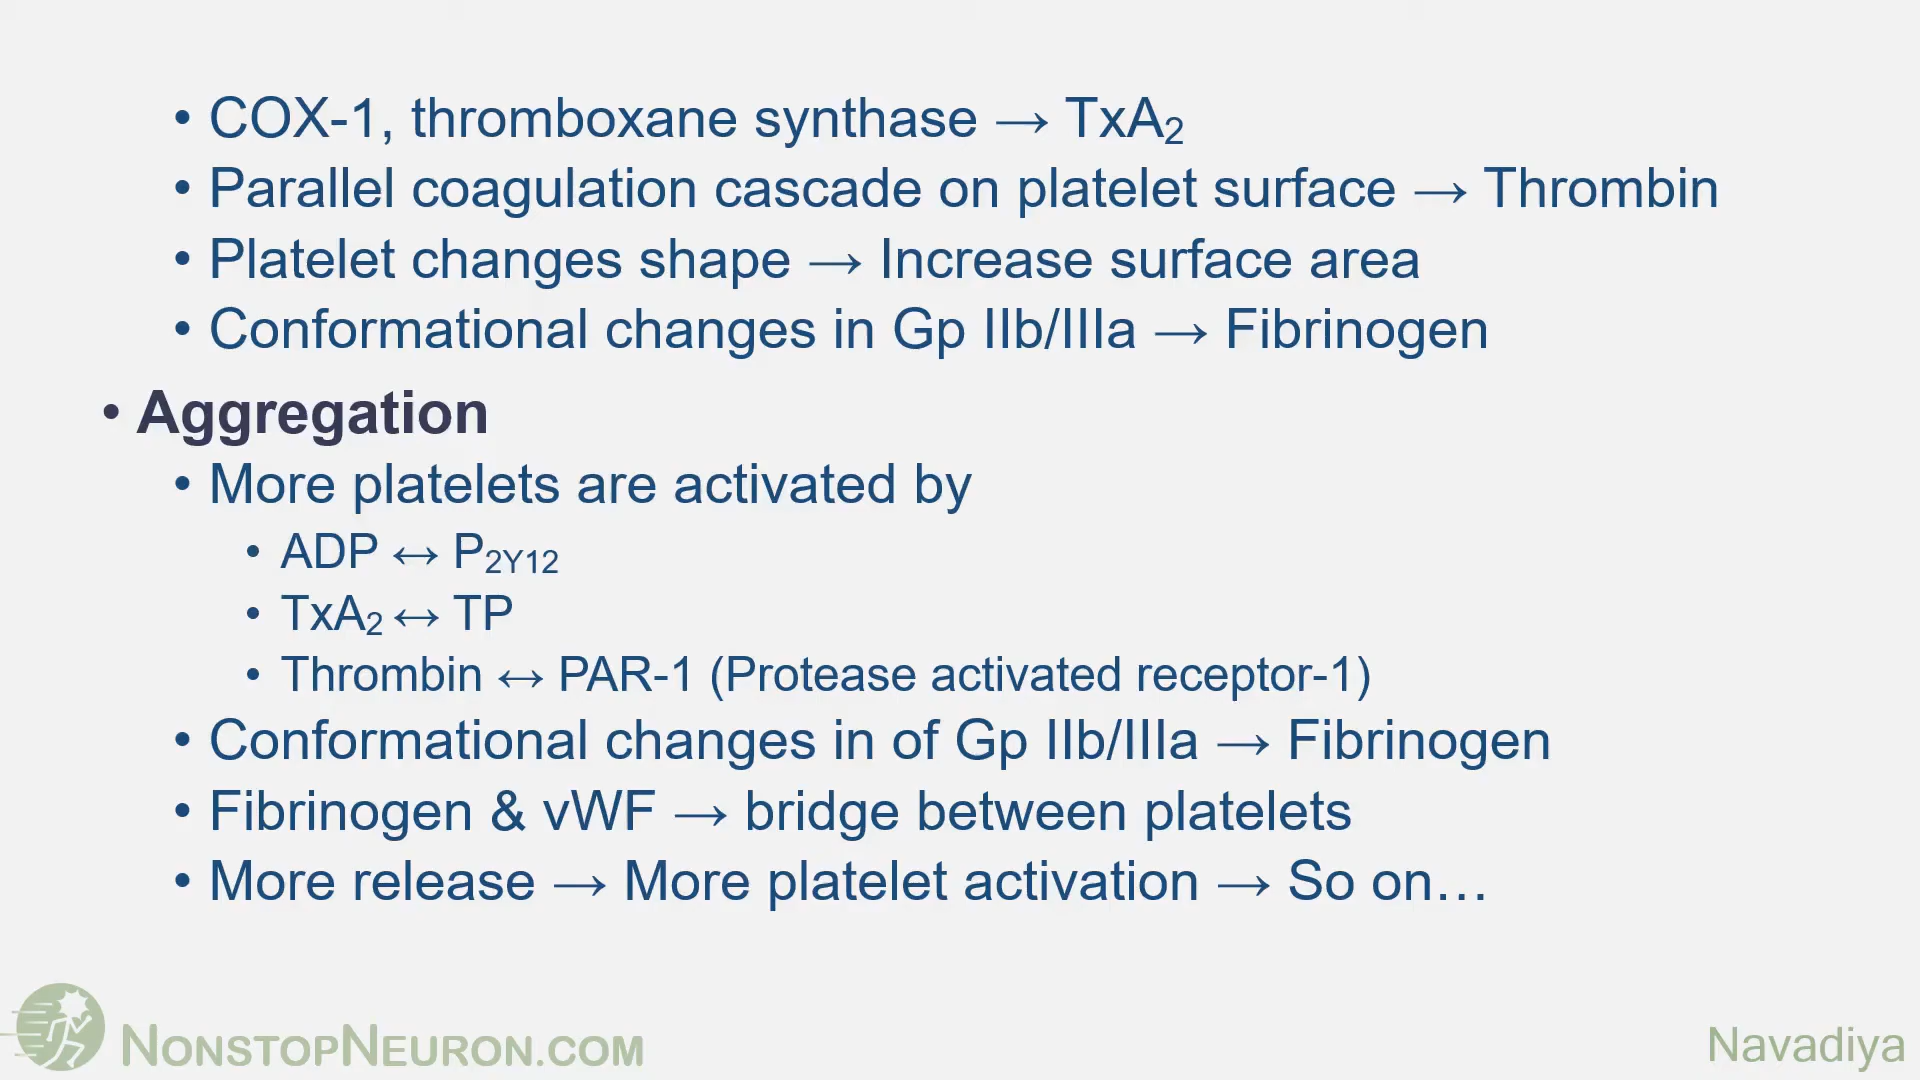 • COX-1, thromboxane synthase → TxA₂
• Parallel coagulation cascade on platelet surface → Thrombin
• Platelet changes shape → Increase surface area
• Conformational changes in Gp IIb/IIIa → Fibrinogen
• Aggregation
• More platelets are activated by
• ADP ↔ P₂Y₁₂
• TxA₂ ↔ TP
• Thrombin ↔ PAR-1 (Protease activated receptor-1)
• Conformational changes in of Gp IIb/IIIa → Fibrinogen
• Fibrinogen & vWF → bridge between platelets
• More release → More platelet activation → So on…
NONSTOPNEURON.COM
Navadiya